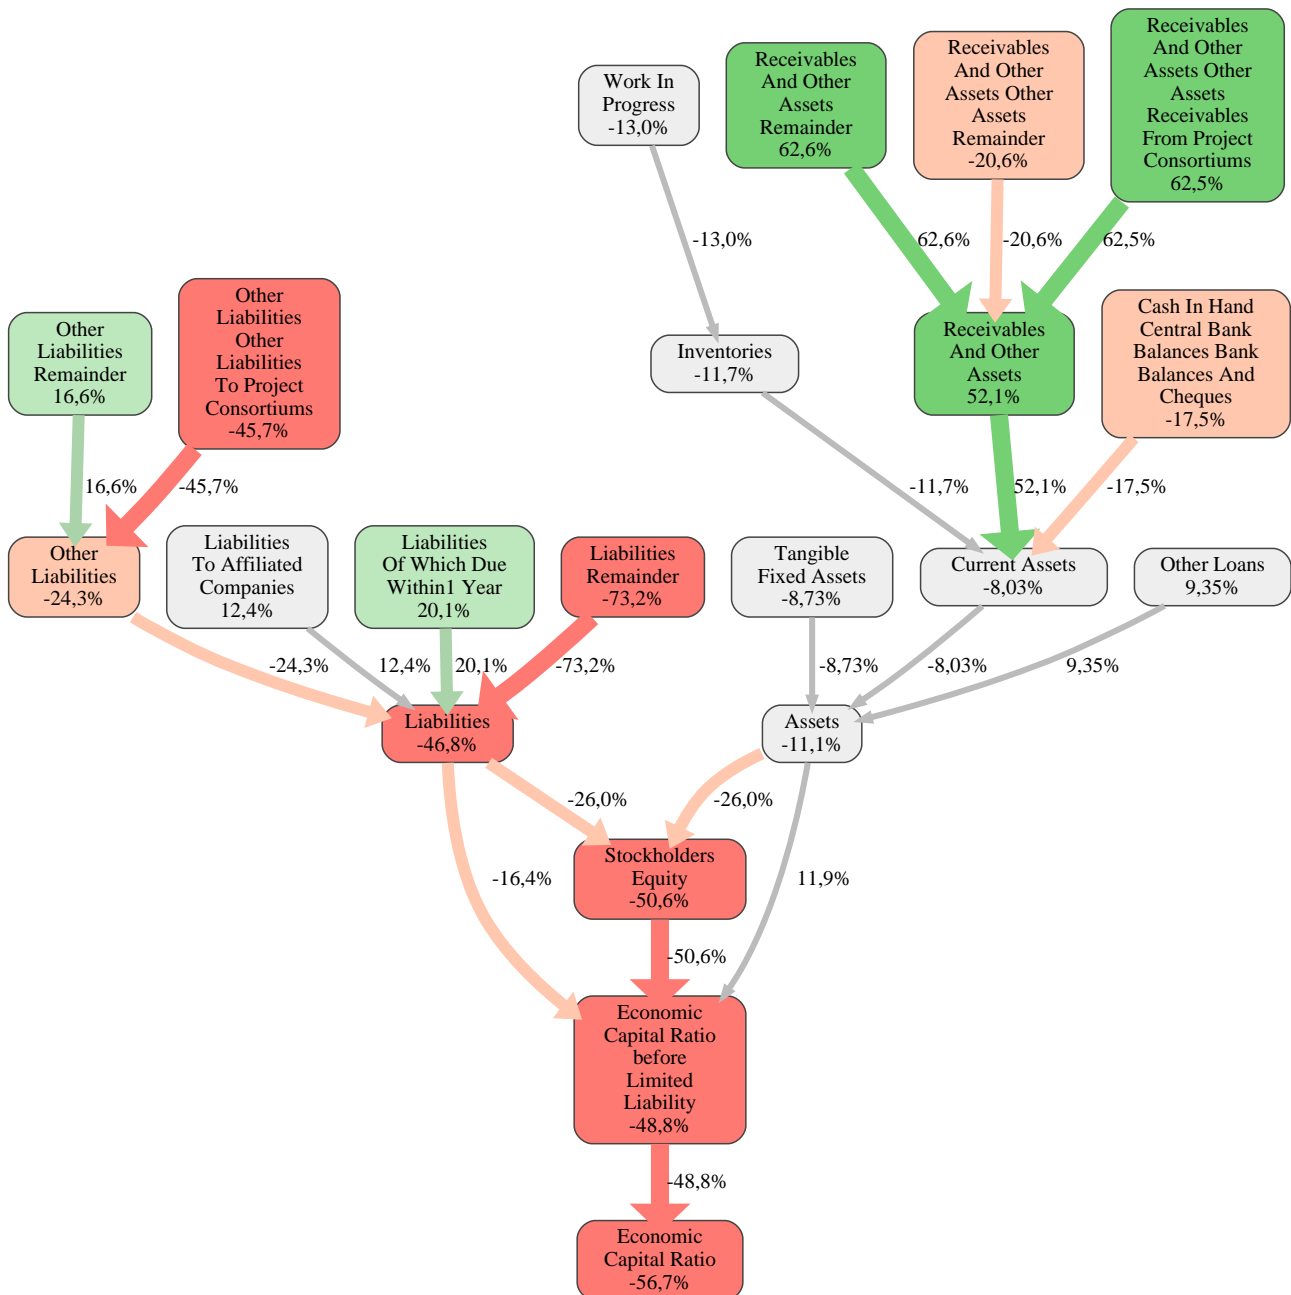 Receivables
And Other
Assets Other
Assets
Receivables
From Project
Consortiums
62,5%
Receivables
And Other
Assets Other
Assets
Remainder
-20,6%
Receivables
And Other
Assets
Remainder
62,6%
Work In
Progress
-13,0%
-13,0%
62,6%
-20,6%
62,5%
Other
Liabilities
Remainder
16,6%
Other
Liabilities
Other
Liabilities
To Project
Consortiums
-45,7%
Inventories
-11,7%
Receivables
And Other
Assets
52,1%
Cash In Hand
Central Bank
Balances Bank
Balances And
Cheques
-17,5%
16,6%
-45,7%
-11,7%
52,1%
-17,5%
Other
Liabilities
-24,3%
Liabilities
To Affiliated
Companies
12,4%
Liabilities
Of Which Due
Within1 Year
20,1%
Liabilities
Remainder
-73,2%
Tangible
Fixed Assets
-8,73%
Current Assets
-8,03%
Other Loans
9,35%
-24,3%
12,4%
20,1%
-73,2%
-8,73%
-8,03%
9,35%
Liabilities
-46,8%
Assets
-11,1%
-26,0%
-26,0%
-16,4%
Stockholders
Equity
-50,6%
11,9%
-50,6%
Economic
Capital Ratio
before
Limited
Liability
-48,8%
-48,8%
Economic
Capital Ratio
-56,7%